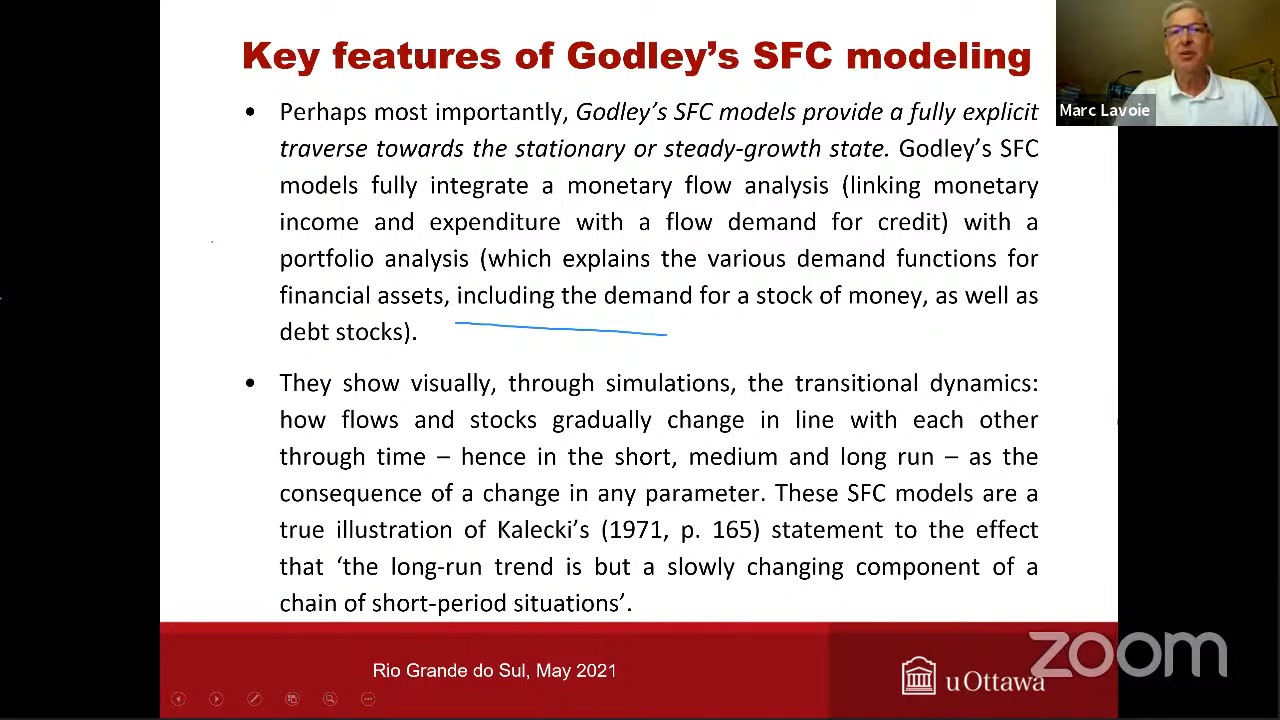 Key features of Godley’s SFC modeling
Marc Lavoie
• Perhaps most importantly, Godley’s SFC models provide a fully explicit
traverse towards the stationary or steady-growth state. Godley’s SFC
models fully integrate a monetary flow analysis (linking monetary
income and expenditure with a flow demand for credit) with a
portfolio analysis (which explains the various demand functions for
financial assets, including the demand for a stock of money, as well as
debt stocks).
• They show visually, through simulations, the transitional dynamics:
how flows and stocks gradually change in line with each other
through time – hence in the short, medium and long run – as the
consequence of a change in any parameter. These SFC models are a
true illustration of Kalecki’s (1971, p. 165) statement to the effect
that ‘the long-run trend is but a slowly changing component of a
chain of short-period situations’.
Rio Grande do Sul, May 2021
uOttawa
zoom